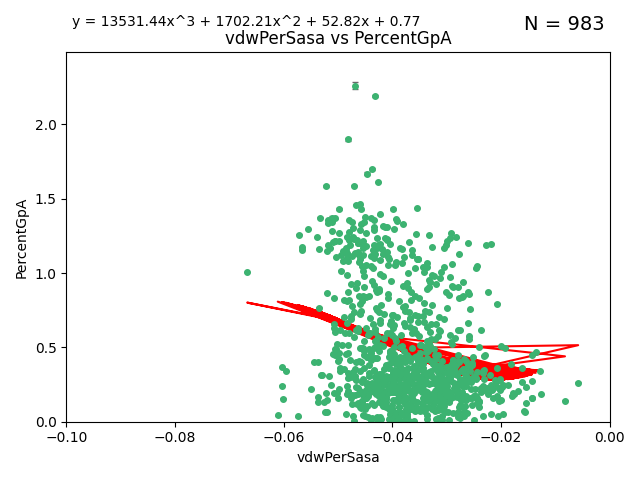 y = 13531.44x^3 + 1702.21x^2 + 52.82x + 0.77
N = 983
vdwPerSasa vs PercentGpA
PercentGpA
2.0
1.5
1.0
0.5
0.0
−0.10 −0.08 −0.06 −0.04 −0.02 0.00
vdwPerSasa